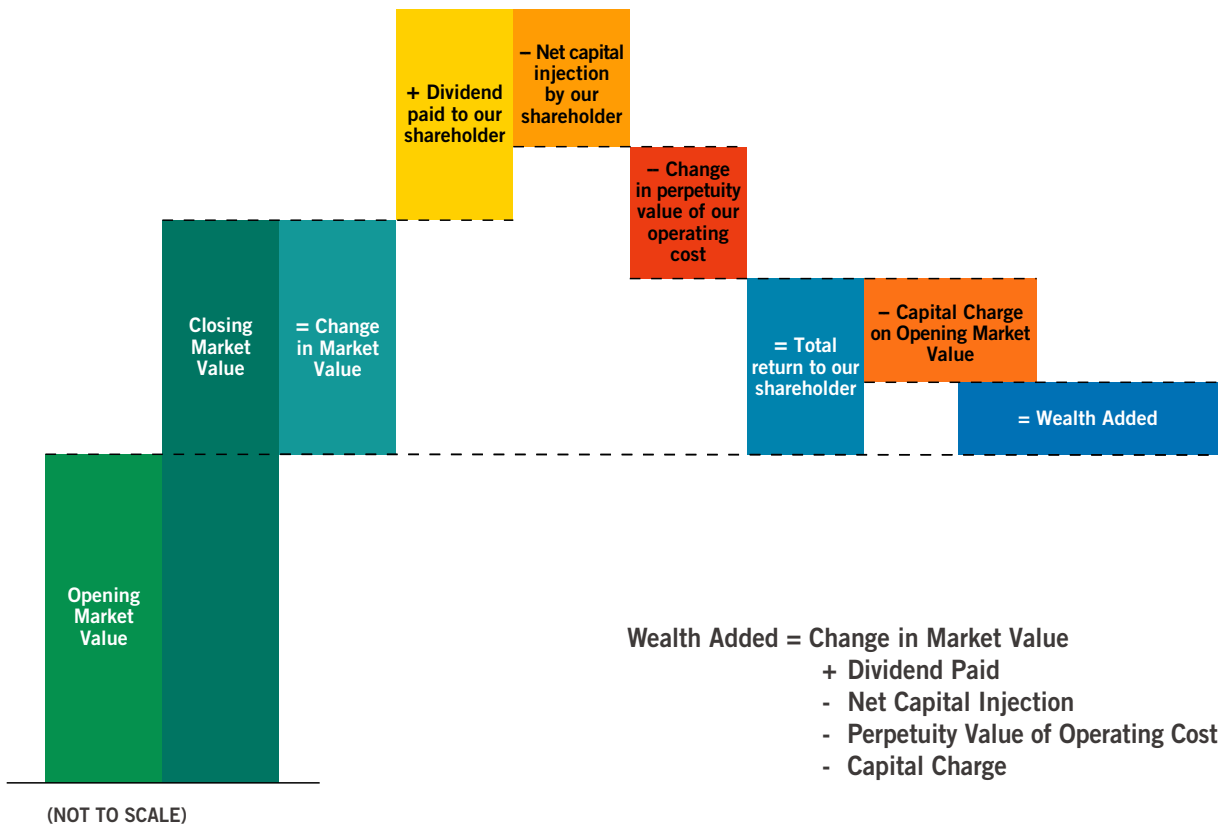 Opening
Market
Value
Closing
Market
Value
= Change
in Market
Value
+ Dividend
paid to our
shareholder
– Net capital
injection
by our
shareholder
– Change
in perpetuity
value of our
operating
cost
= Total
return to our
shareholder
– Capital Charge
on Opening Market
Value
= Wealth Added
Wealth Added = Change in Market Value
+ Dividend Paid
- Net Capital Injection
- Perpetuity Value of Operating Cost
- Capital Charge
(NOT TO SCALE)